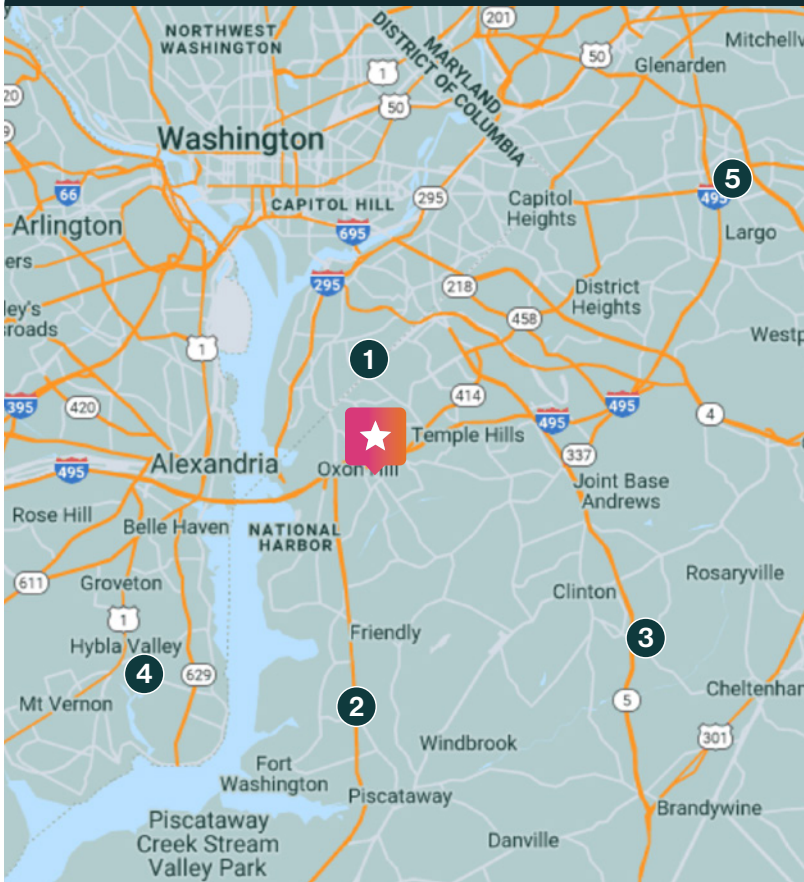 201
NORTHWEST
WASHINGTON
MARYLAND
DISTRICT OF COLUMBIA
Mitchellv
50
Glenarden
1
20
50
9
Washington
5
66
495
295
Capitol
Heights
CAPITOL HILL
Arlington
695
Largo
ers
295
218
District
Heights
ley's
sroads
458
Westp
1
1
414
395
420
495
495
4
Temple Hills
Alexandria
Oxon Hill
495
337
Joint Base
Andrews
Rose Hill
Belle Haven
NATIONAL
HARBOR
611
Groveton
Rosaryville
Clinton
1
Friendly
3
Hybla Valley
4
629
Cheltenhar
Mt Vernon
2
5
301
Windbrook
Fort
Washington
Piscataway
Brandywine
Piscataway
Creek Stream
Valley Park
Danville